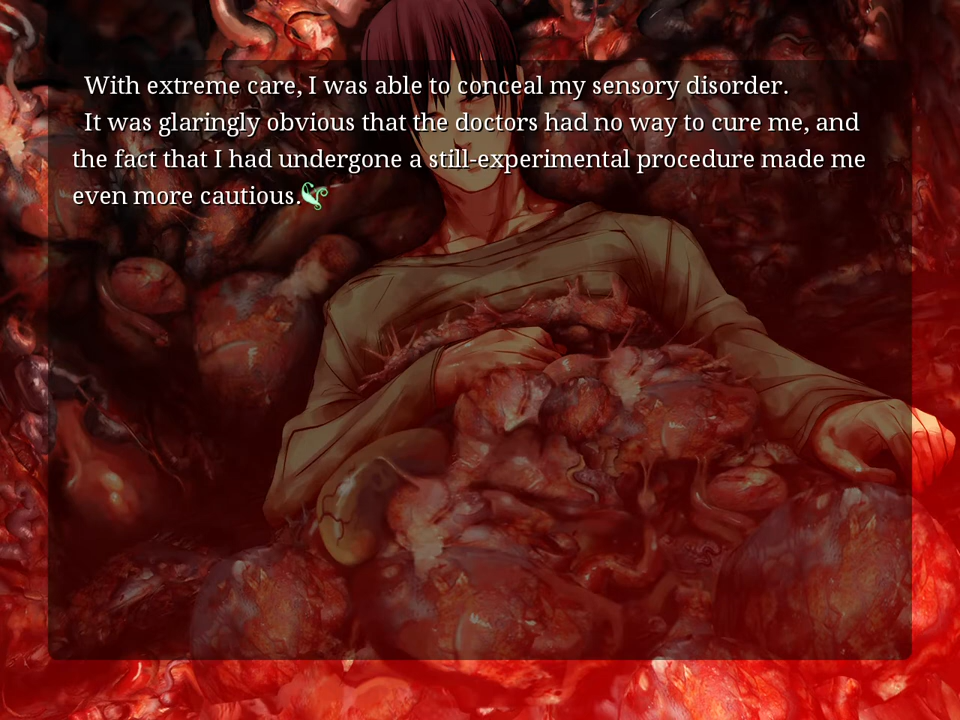 With extreme care, I was able to conceal my sensory disorder.
It was glaringly obvious that the doctors had no way to cure me, and
the fact that I had undergone a still-experimental procedure made me
even more cautious.